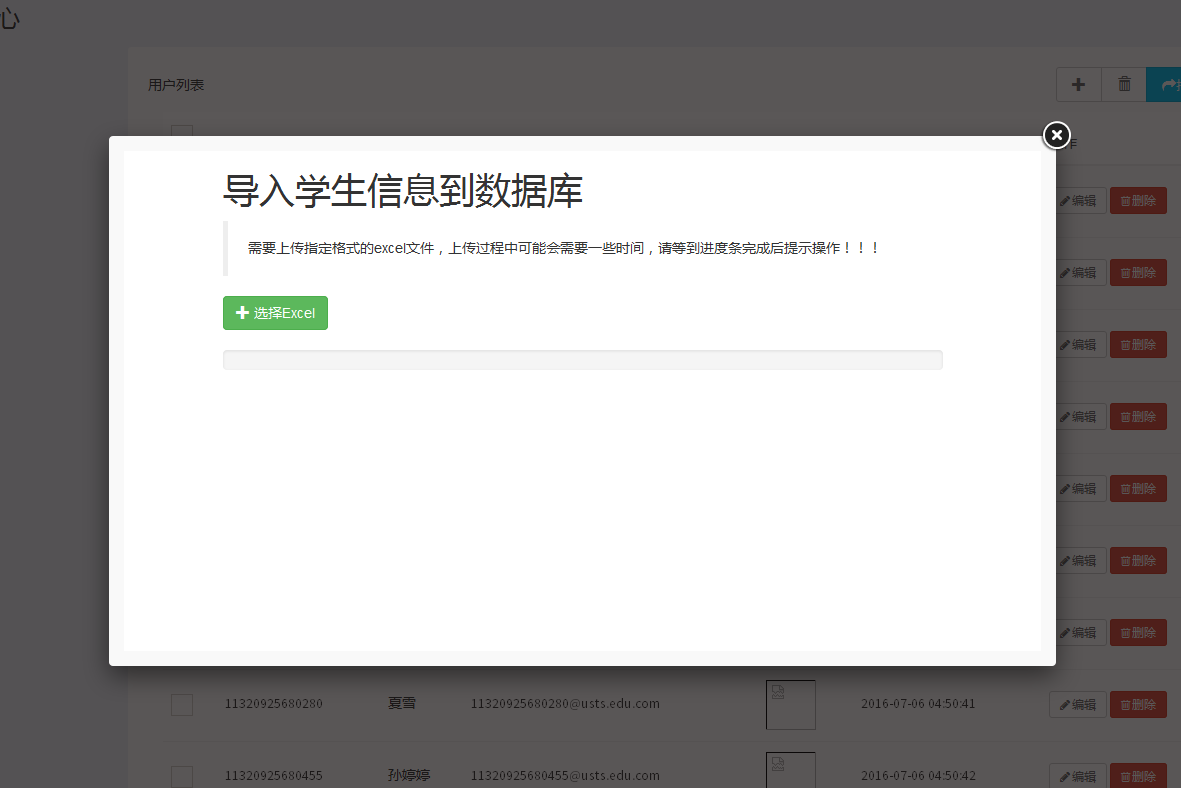 心
用户列表
作
导入学生信息到数据库
需要上传指定格式的excel文件，上传过程中可能会需要一些时间，请等到进度条完成后提示操作！！！
选择Excel
编辑 删除
编辑 删除
编辑 删除
编辑 删除
编辑 删除
编辑 删除
编辑 删除
11320925680280 夏雪 11320925680280@usts.edu.com 2016-07-06 04:50:41 编辑 删除
11320925680455 孙婷婷 11320925680455@usts.edu.com 2016-07-06 04:50:42 编辑 删除